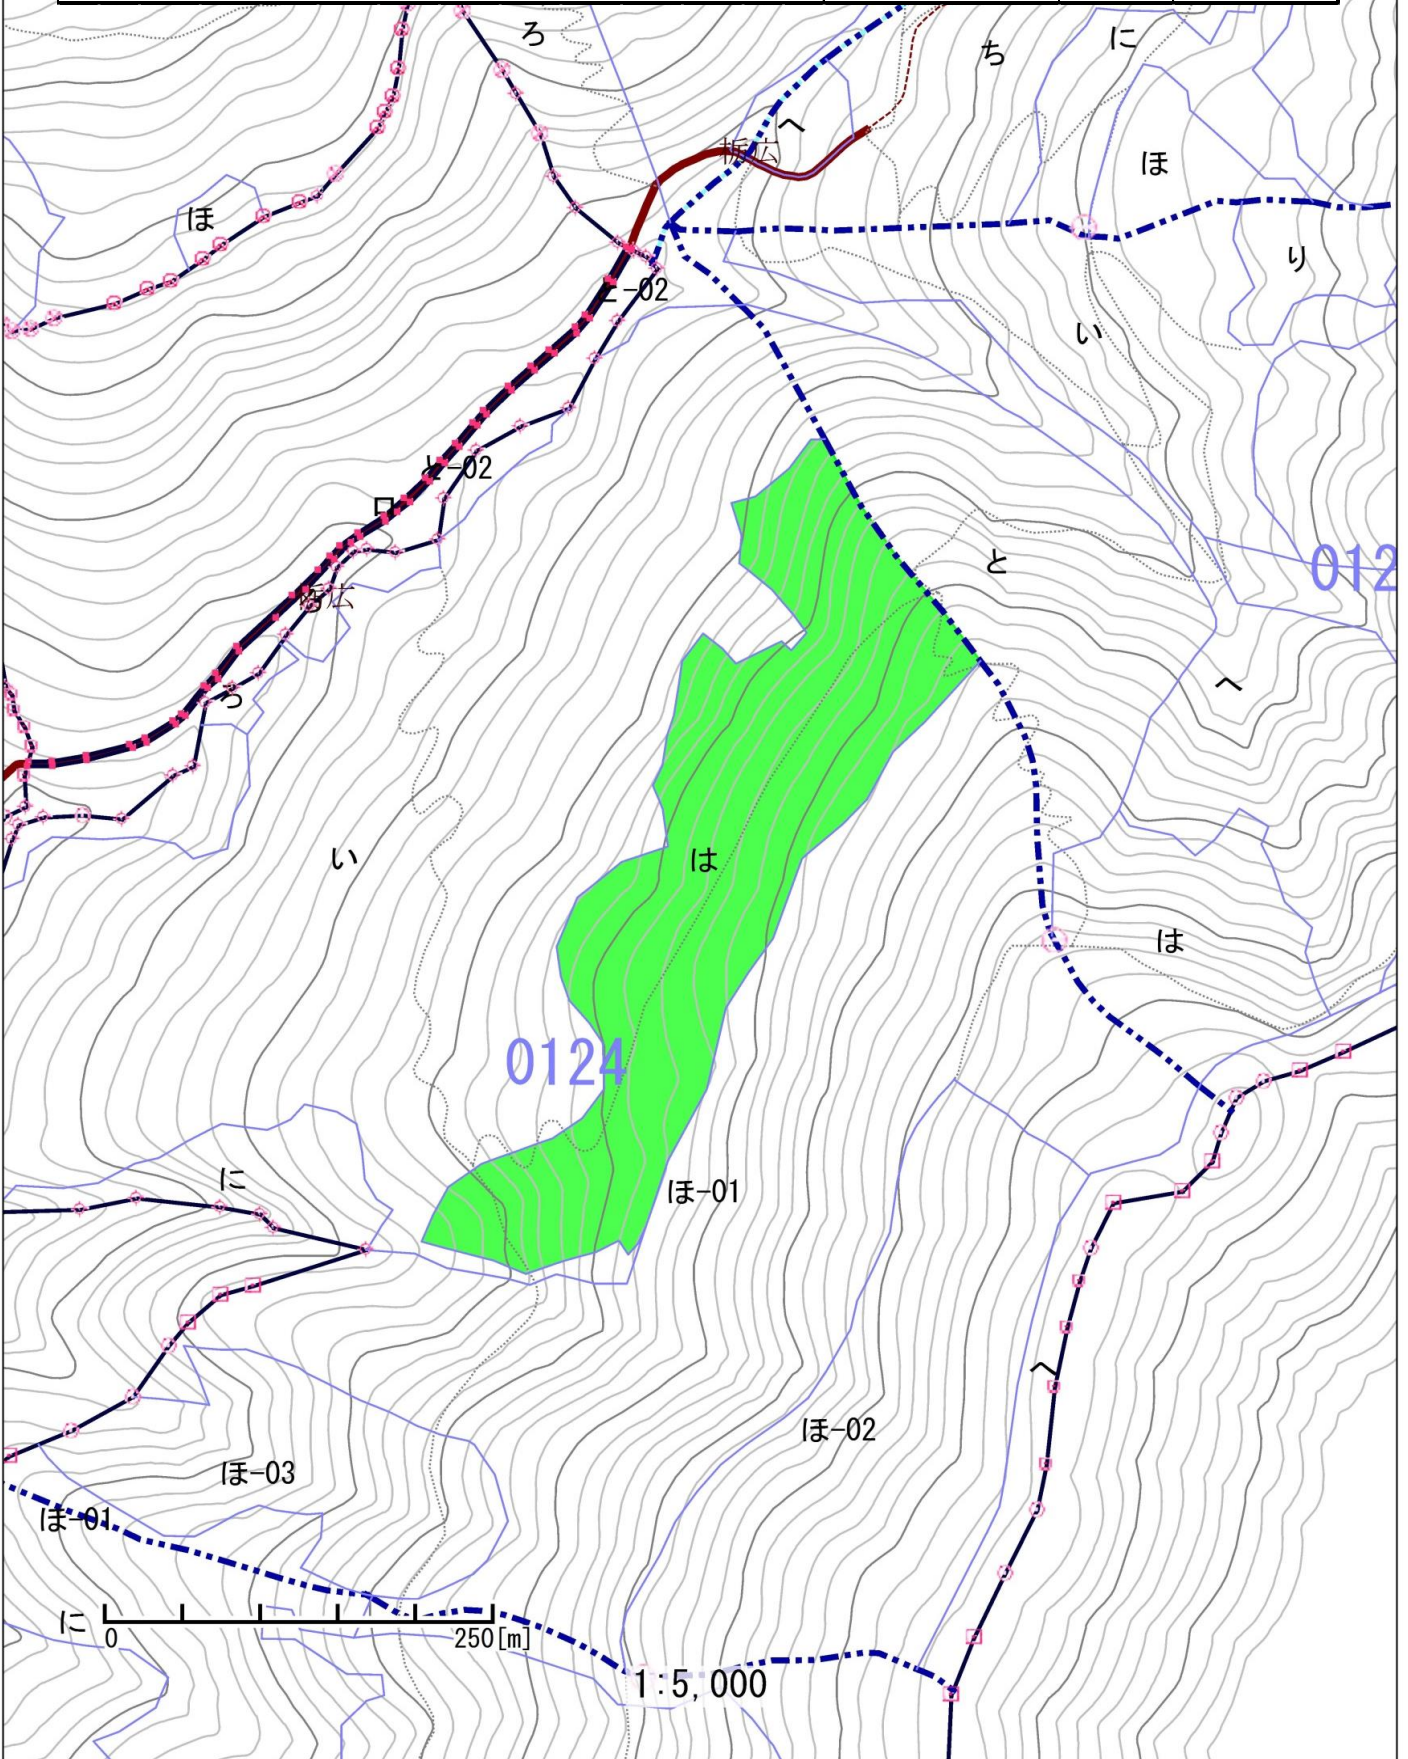 ろ
ち
に
へ
栃広
ほ
ほ
り
い
と-02
と-02
ロ
と
012
栃広
ろ
へ
い
は
は
0124
に
ほ-01
へ
ほ-02
ほ-03
ほ-01
に
0
250[m]
1:5,000